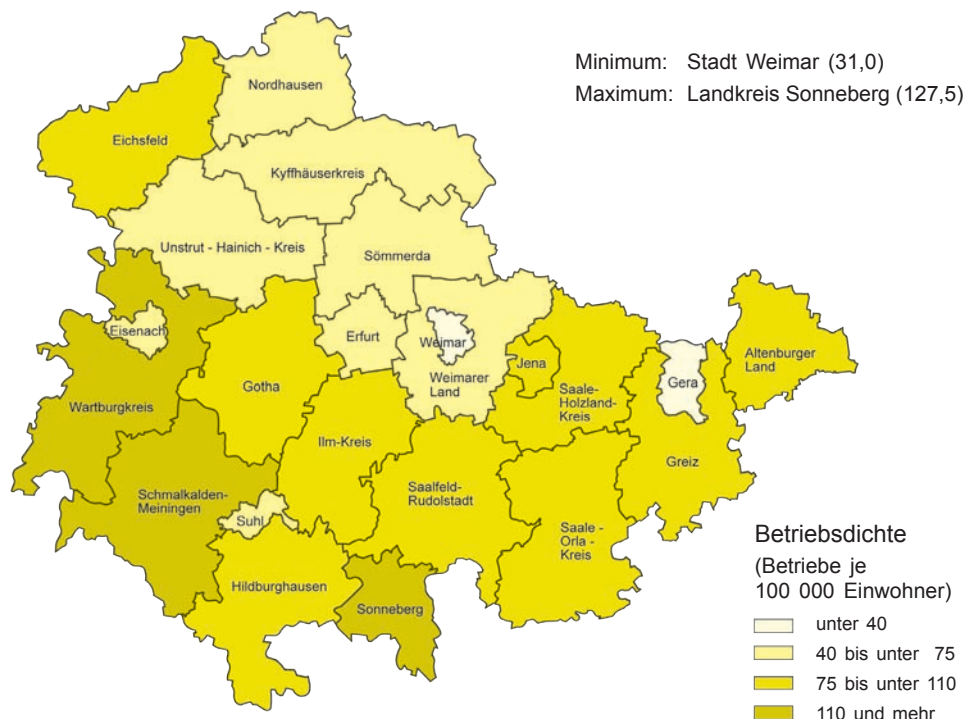 Minimum: Stadt Weimar (31,0)
Maximum: Landkreis Sonneberg (127,5)
Nordhausen
Eichsfeld
Kyffhäuserkreis
Unstrut - Hainich - Kreis
Sömmerda
Eisenach
Erfurt
Weimar
Weimarer
Land
Jena
Gera
Altenburger
Land
Gotha
Saale-
Holzland-
Kreis
Wartburgkreis
Ilm-Kreis
Greiz
Schmalkalden-
Meiningen
Saalfeld-
Rudolstadt
Suhl
Saale -
Orla -
Kreis
Hildburghausen
Sonneberg
Betriebsdichte
(Betriebe je
100 000 Einwohner)
unter 40
40 bis unter 75
75 bis unter 110
110 und mehr